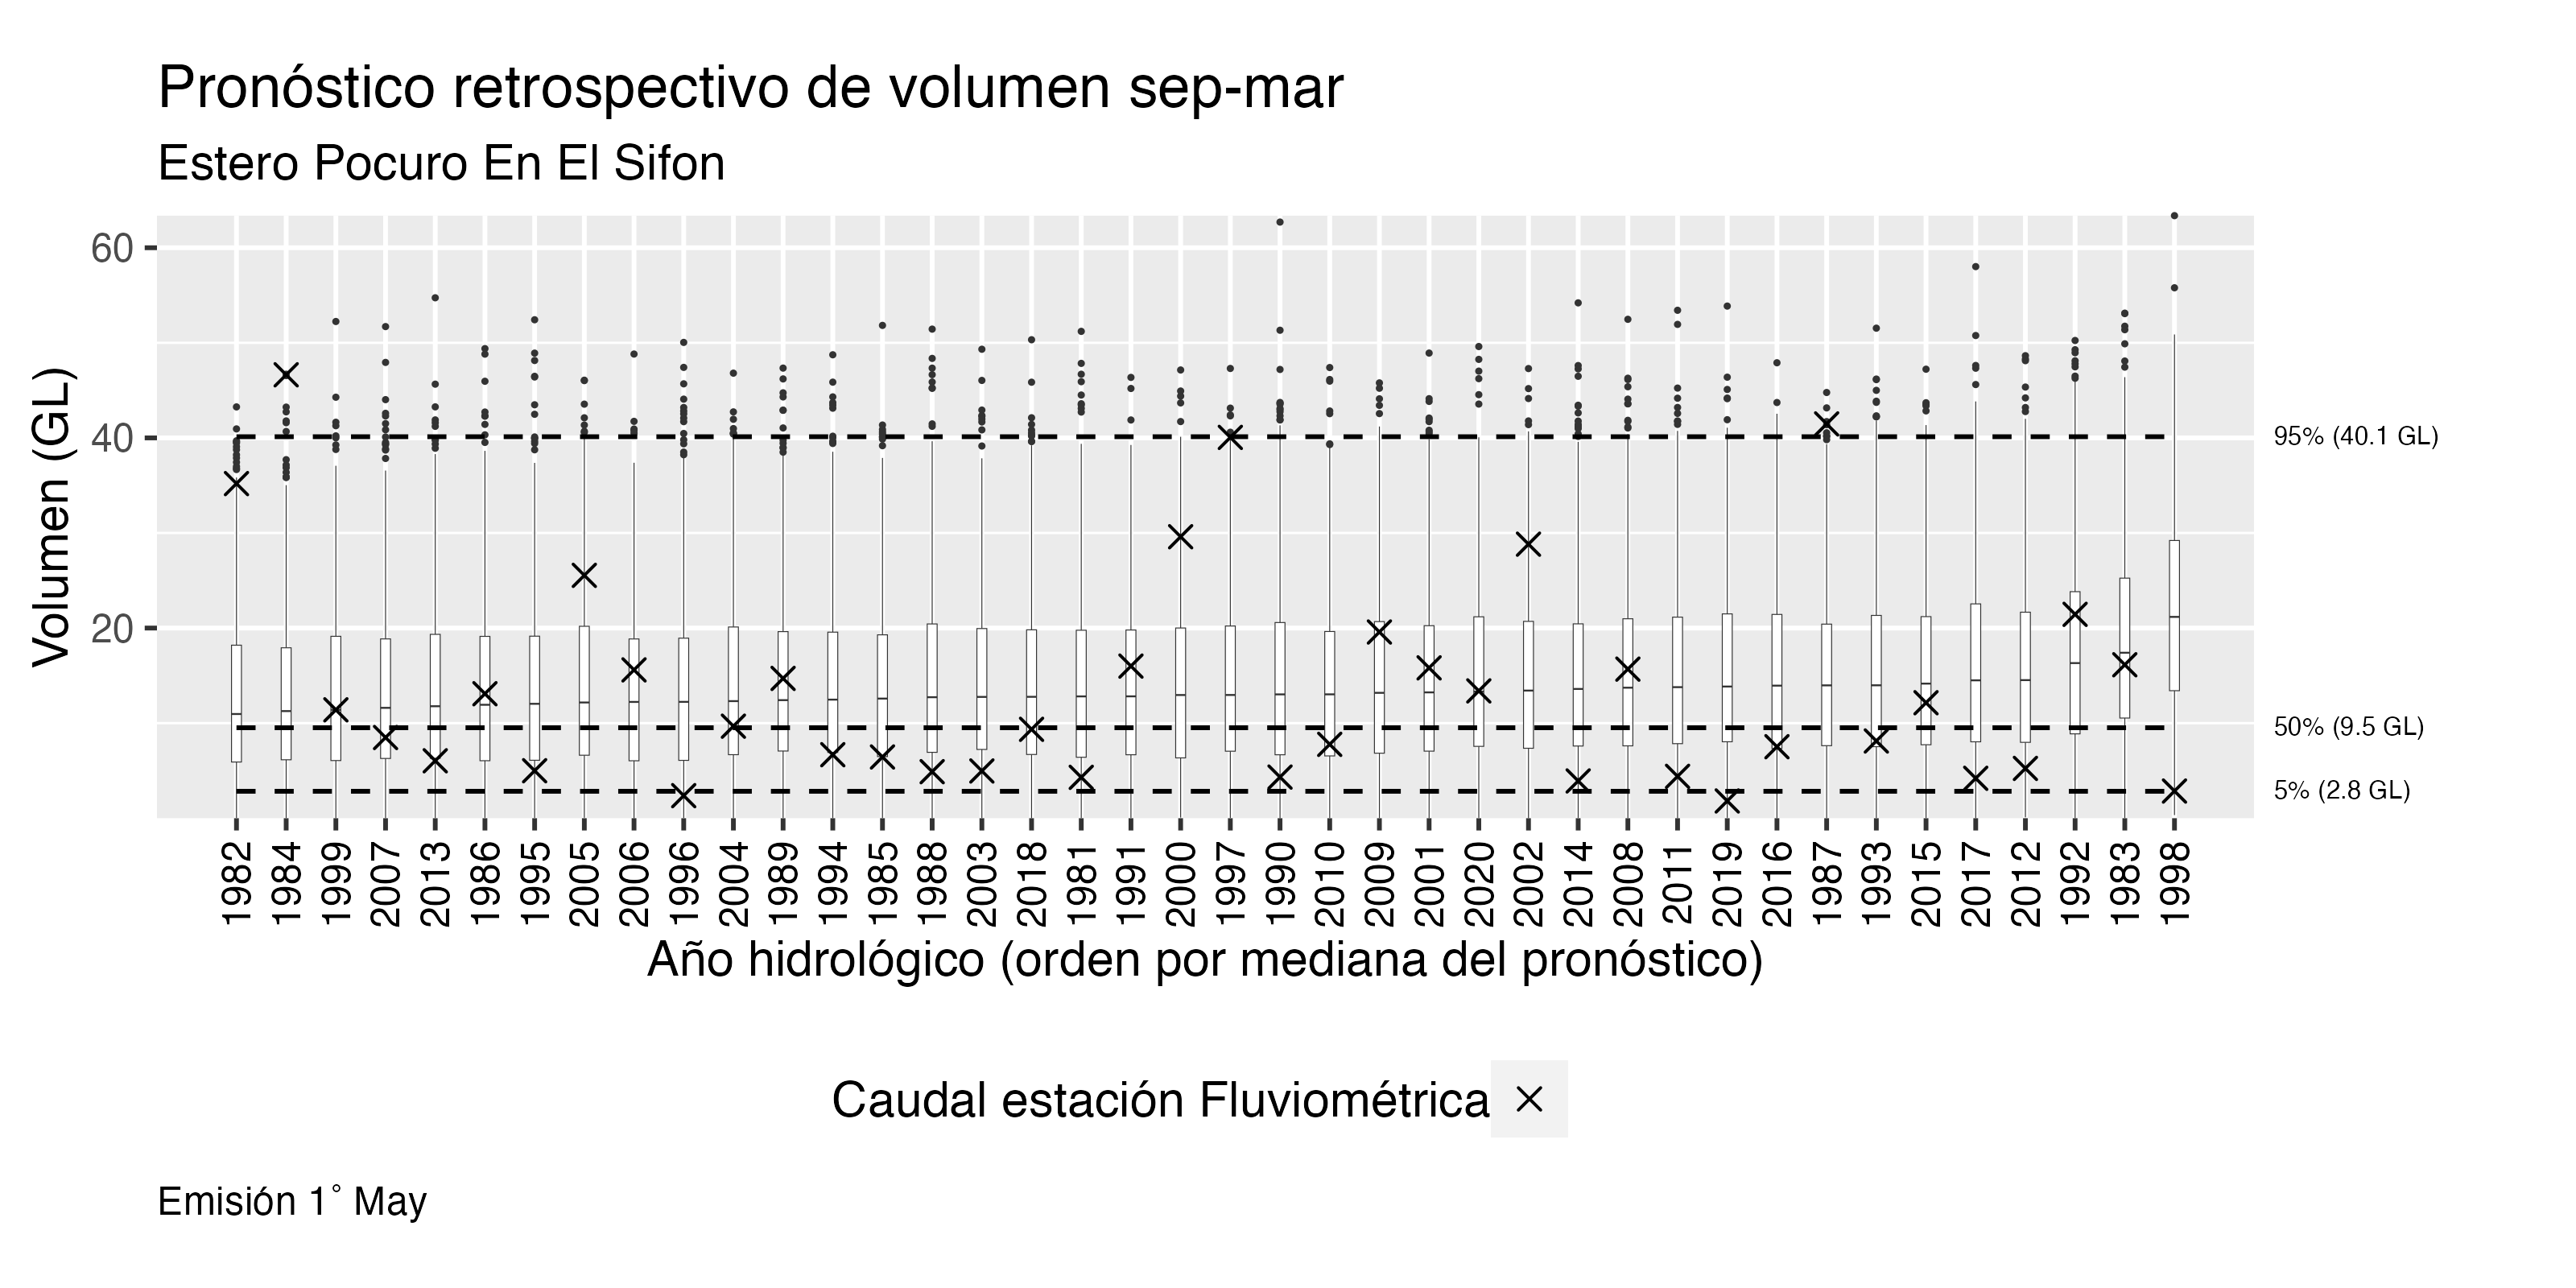 Pronóstico retrospectivo de volumen sep-mar
Estero Pocuro En El Sifon
Volumen (GL)
60
40
20
95% (40.1 GL)
50% (9.5 GL)
5% (2.8 GL)
1982 1984 1999 2007 2013 1986 1995 2005 2006 1996 2004 1989 1994 1985 1988 2003 2018 1981 1991 2000 1997 1990 2010 2009 2001 2020 2002 2014 2008 2011 2019 2016 1987 1993 2015 2017 2012 1992 1983 1998
Año hidrológico (orden por mediana del pronóstico)
Caudal estación Fluviométrica
Emisión 1° May